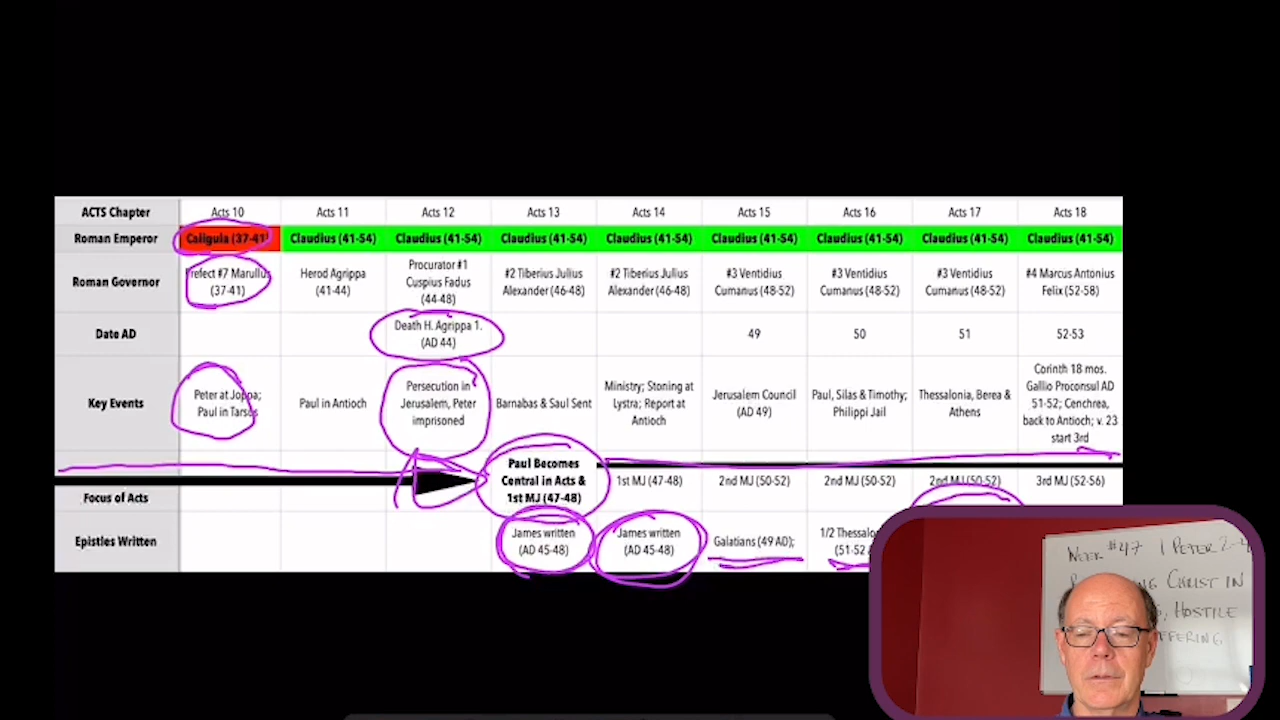 ACTS Chapter Acts 10 Acts 11 Acts 12 Acts 13 Acts 14 Acts 15 Acts 16 Acts 17 Acts 18
Roman Emperor Caligula (37-41) Claudius (41-54) Claudius (41-54) Claudius (41-54) Claudius (41-54) Claudius (41-54) Claudius (41-54) Claudius (41-54) Claudius (41-54)
Roman Governor
Prefect #7 Marullus
(37-41)
Herod Agrippa
(41-44)
Procurator #1
Cuspius Fadus
(44-48)
#2 Tiberius Julius
Alexander (46-48)
#2 Tiberius Julius
Alexander (46-48)
#3 Ventidius
Cumanus (48-52)
#3 Ventidius
Cumanus (48-52)
#3 Ventidius
Cumanus (48-52)
#4 Marcus Antonius
Felix (52-58)
Date AD
Death H. Agrippa 1.
(AD 44)
49 50 51 52-53
Key Events
Peter at Joppa;
Paul in Tarsus
Paul in Antioch
Persecution in
Jerusalem, Peter
imprisoned
Barnabas & Saul Sent
Ministry; Stoning at
Lystra; Report at
Antioch
Jerusalem Council
(AD 49)
Paul, Silas & Timothy;
Philippi Jail
Thessalonia, Berea &
Athens
Corinth 18 mos.
Gallio Proconsul AD
51-52; Cenchrea,
back to Antioch; v. 23
start 3rd
Focus of Acts
Paul Becomes
Central in Acts &
1st MJ (47-48)
1st MJ (47-48) 2nd MJ (50-52) 2nd MJ (50-52) 2nd MJ (50-52) 3rd MJ (52-56)
Epistles Written
James written
(AD 45-48)
James written
(AD 45-48)
Galatians (49 AD);
1/2
(51-52
WEEK #47 1 PETER
CHRIST IN
HOSTILE